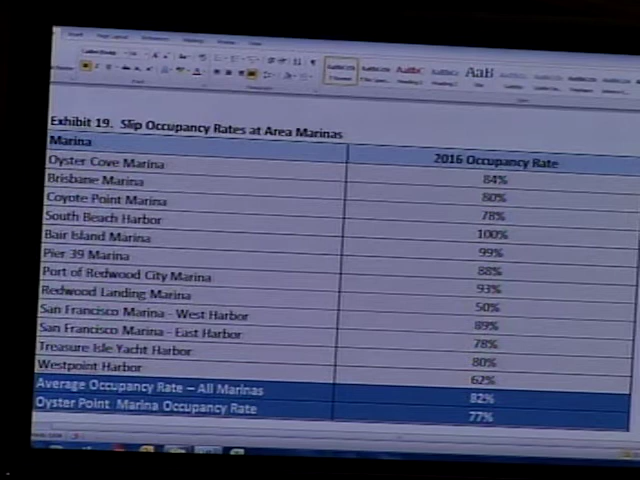 Exhibit 19. Slip Occupancy Rates at Area Marinas
Marina 2016 Occupancy Rate
Oyster Cove Marina 84%
Brisbane Marina 80%
Coyote Point Marina 78%
South Beach Harbor 100%
Bair Island Marina 99%
Pier 39 Marina 88%
Port of Redwood City Marina 93%
Redwood Landing Marina 50%
San Francisco Marina - West Harbor 89%
San Francisco Marina - East Harbor 78%
Treasure Isle Yacht Harbor 80%
Westpoint Harbor 62%
Average Occupancy Rate – All Marinas 82%
Oyster Point Marina Occupancy Rate 77%